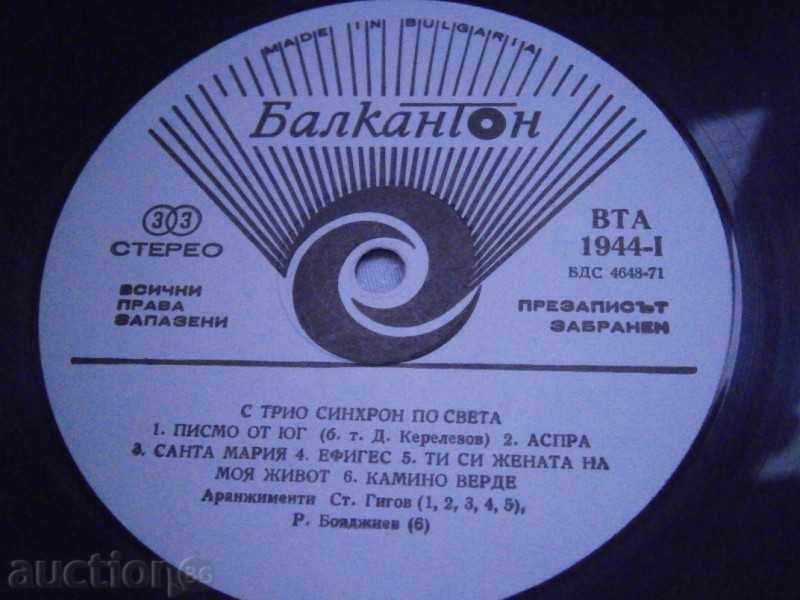 MADE IN BULGARIA
Балкантон
33
СТЕРЕО
ВТА
1944-I
БДС 4648-71
ВСИЧКИ
ПРАВА
ЗАПАЗЕНИ
ПРЕЗАПИСЪТ
ЗАБРАНЕН
С ТРИО СИНХРОН ПО СВЕТА
1. ПИСМО ОТ ЮГ (б. т. Д. Керелезов) 2. АСПРА
3. САНТА МАРИЯ 4. ЕФИГЕС 5. ТИ СИ ЖЕНАТА НА
МОЯ ЖИВОТ 6. КАМИНО ВЕРДЕ
Аранжименти Ст. Гигов (1, 2, 3, 4, 5),
Р. Бояджиев (6)
auction86